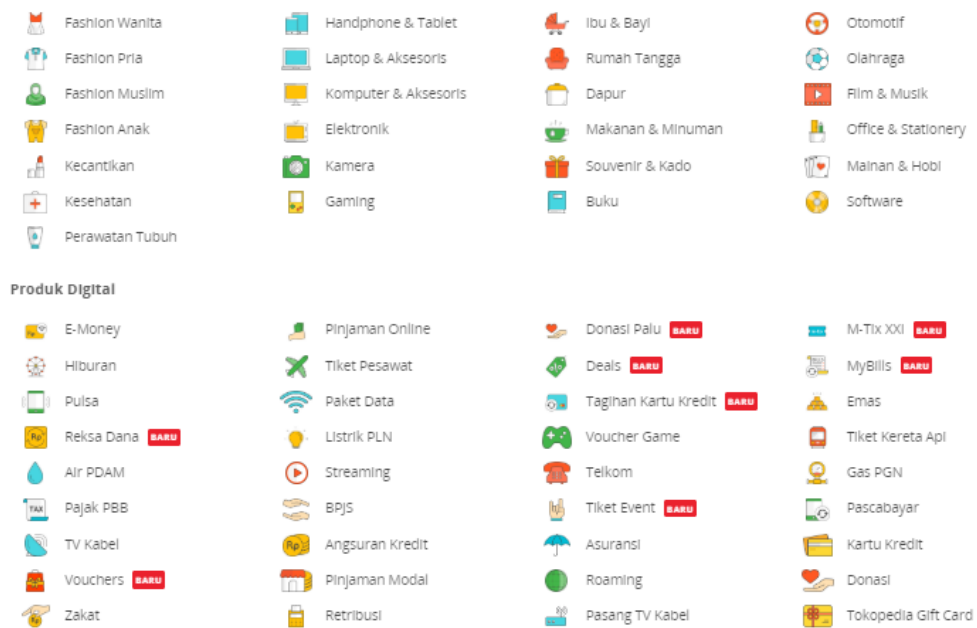 Fashion Wanita Handphone & Tablet Ibu & Bayi Otomotif
Fashion Pria Laptop & Aksesoris Rumah Tangga Olahraga
Fashion Muslim Komputer & Aksesoris Dapur Film & Musik
Fashion Anak Elektronik Makanan & Minuman Office & Stationery
Kecantikan Kamera Souvenir & Kado Mainan & Hobi
Kesehatan Gaming Buku Software
Perawatan Tubuh
Produk Digital
E-Money Pinjaman Online Donasi Palu BARU M-Tix XXI BARU
Hiburan Tiket Pesawat Deals BARU MyBills BARU
Pulsa Paket Data Tagihan Kartu Kredit BARU Emas
Rp Reksa Dana BARU Listrik PLN Voucher Game Tiket Kereta Api
Air PDAM Streaming Telkom Gas PGN
TAX Pajak PBB BPJS Tiket Event BARU Pascabayar
TV Kabel Rp Angsuran Kredit Asuransi Kartu Kredit
Vouchers BARU Pinjaman Modal Roaming Donasi
Zakat Retribusi Pasang TV Kabel Tokopedia Gift Card